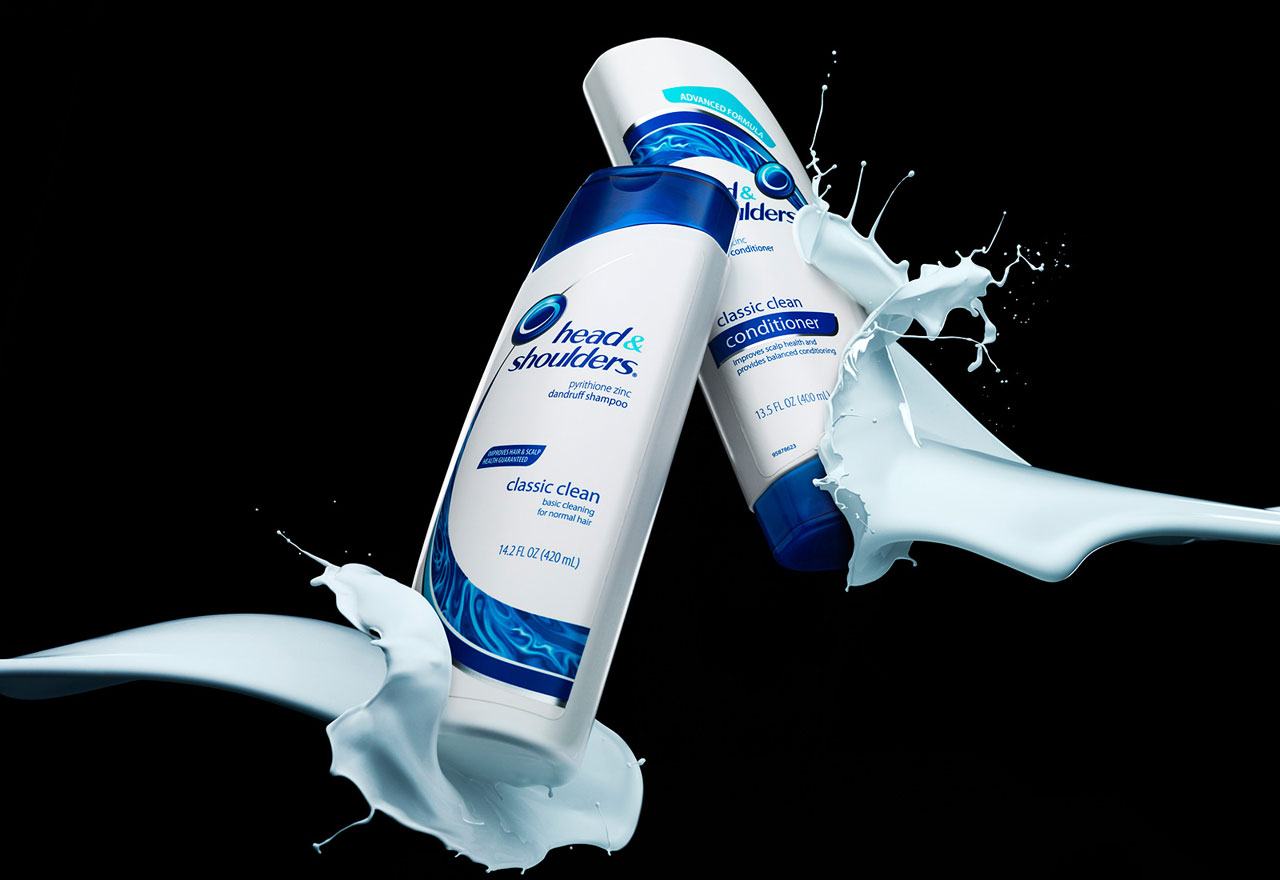 head&
shoulders®
pyrithione zinc
dandruff shampoo
IMPROVES HAIR & SCALP
HEALTH GUARANTEED
classic clean
basic cleaning
for normal hair
14.2 FL OZ (420 mL)
ADVANCED FORMULA
d&
ulders
zinc
conditioner
classic clean
conditioner
improves scalp health and
provides balanced conditioning
13.5 FL OZ (400 mL)
95878623